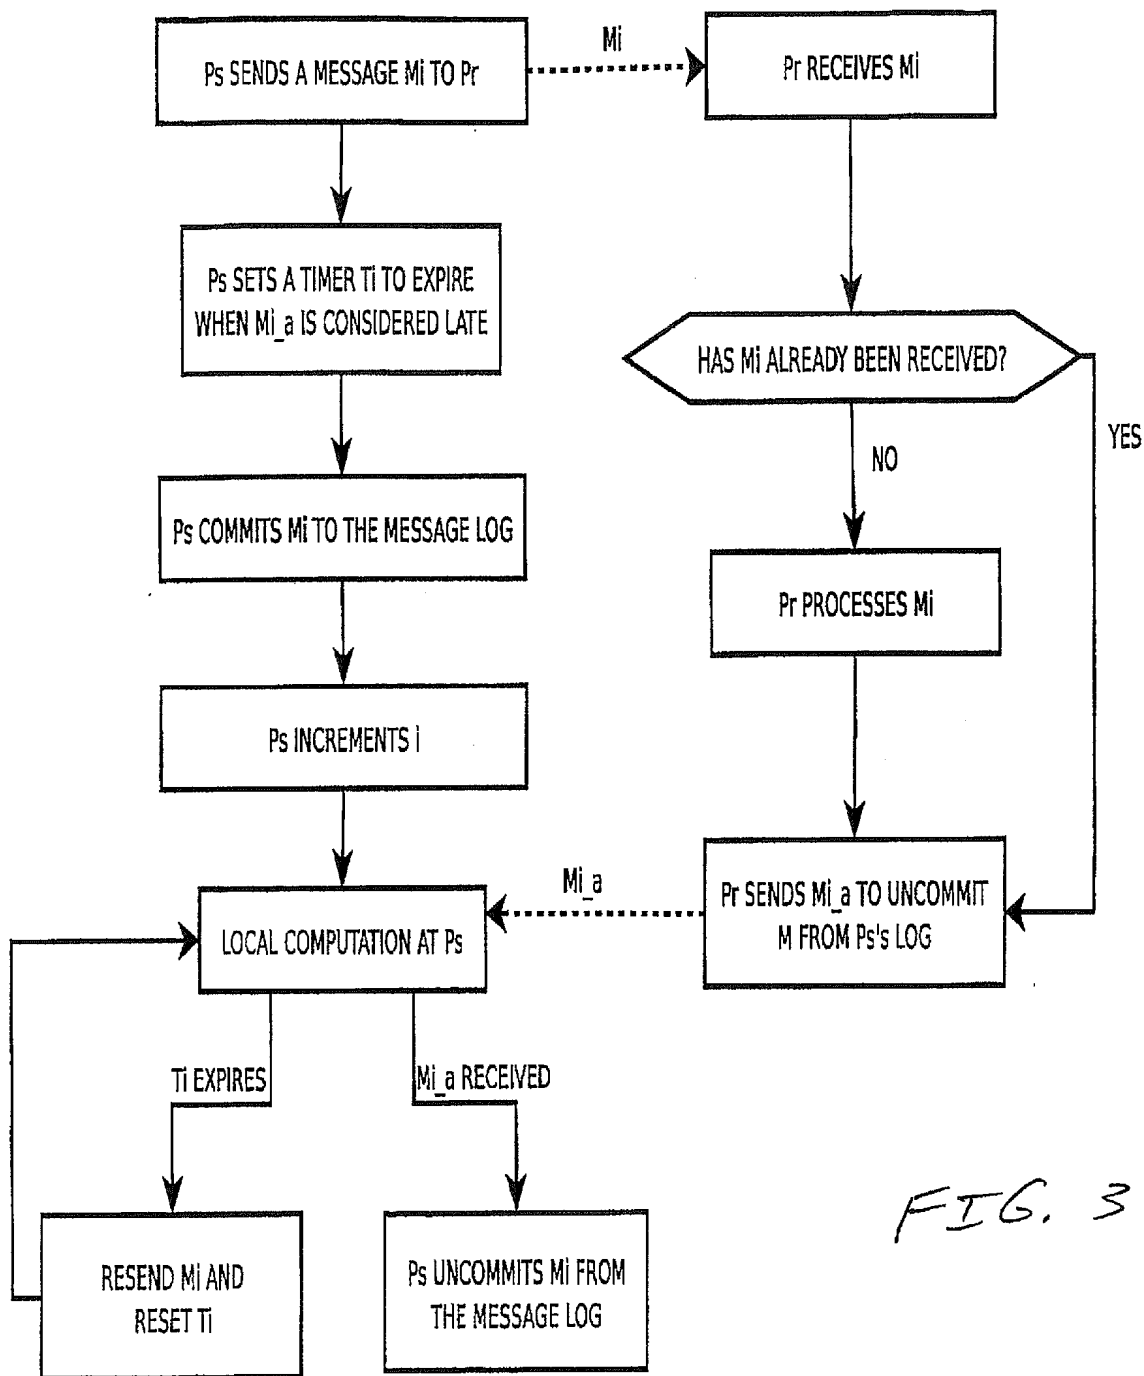 Ps SENDS A MESSAGE Mi TO Pr
Mi
Pr RECEIVES Mi
Ps SETS A TIMER Ti TO EXPIRE
WHEN Mi_a IS CONSIDERED LATE
HAS Mi ALREADY BEEN RECEIVED?
YES
NO
Ps COMMITS Mi TO THE MESSAGE LOG
Pr PROCESSES Mi
Ps INCREMENTS i
Mi_a
Pr SENDS Mi_a TO UNCOMMIT
M FROM Ps's LOG
LOCAL COMPUTATION AT Ps
Ti EXPIRES
Mi_a RECEIVED
RESEND Mi AND
RESET Ti
Ps UNCOMMITS Mi FROM
THE MESSAGE LOG
FIG. 3